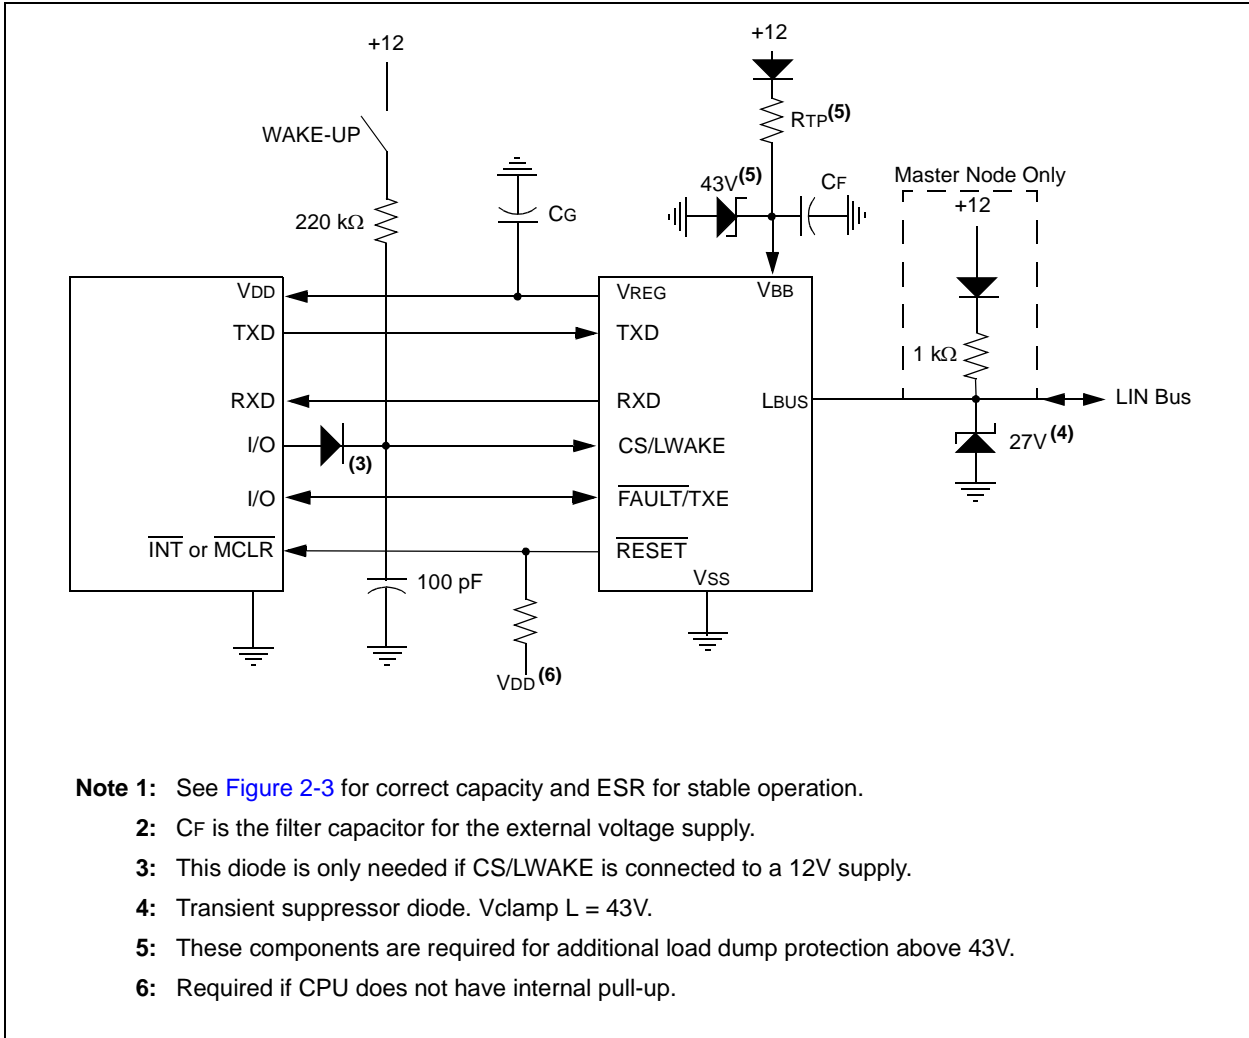 +12
+12
WAKE-UP
RTP(5)
43V(5)
CF
Master Node Only
+12
220 kΩ
CG
VDD
VREG
VBB
TXD
TXD
1 kΩ
RXD
RXD
LBUS
LIN Bus
I/O
(3)
CS/LWAKE
27V(4)
I/O
FAULT/TXE
INT or MCLR
RESET
100 pF
VSS
VDD(6)
Note 1: See Figure 2-3 for correct capacity and ESR for stable operation.
2: CF is the filter capacitor for the external voltage supply.
3: This diode is only needed if CS/LWAKE is connected to a 12V supply.
4: Transient suppressor diode. Vclamp L = 43V.
5: These components are required for additional load dump protection above 43V.
6: Required if CPU does not have internal pull-up.